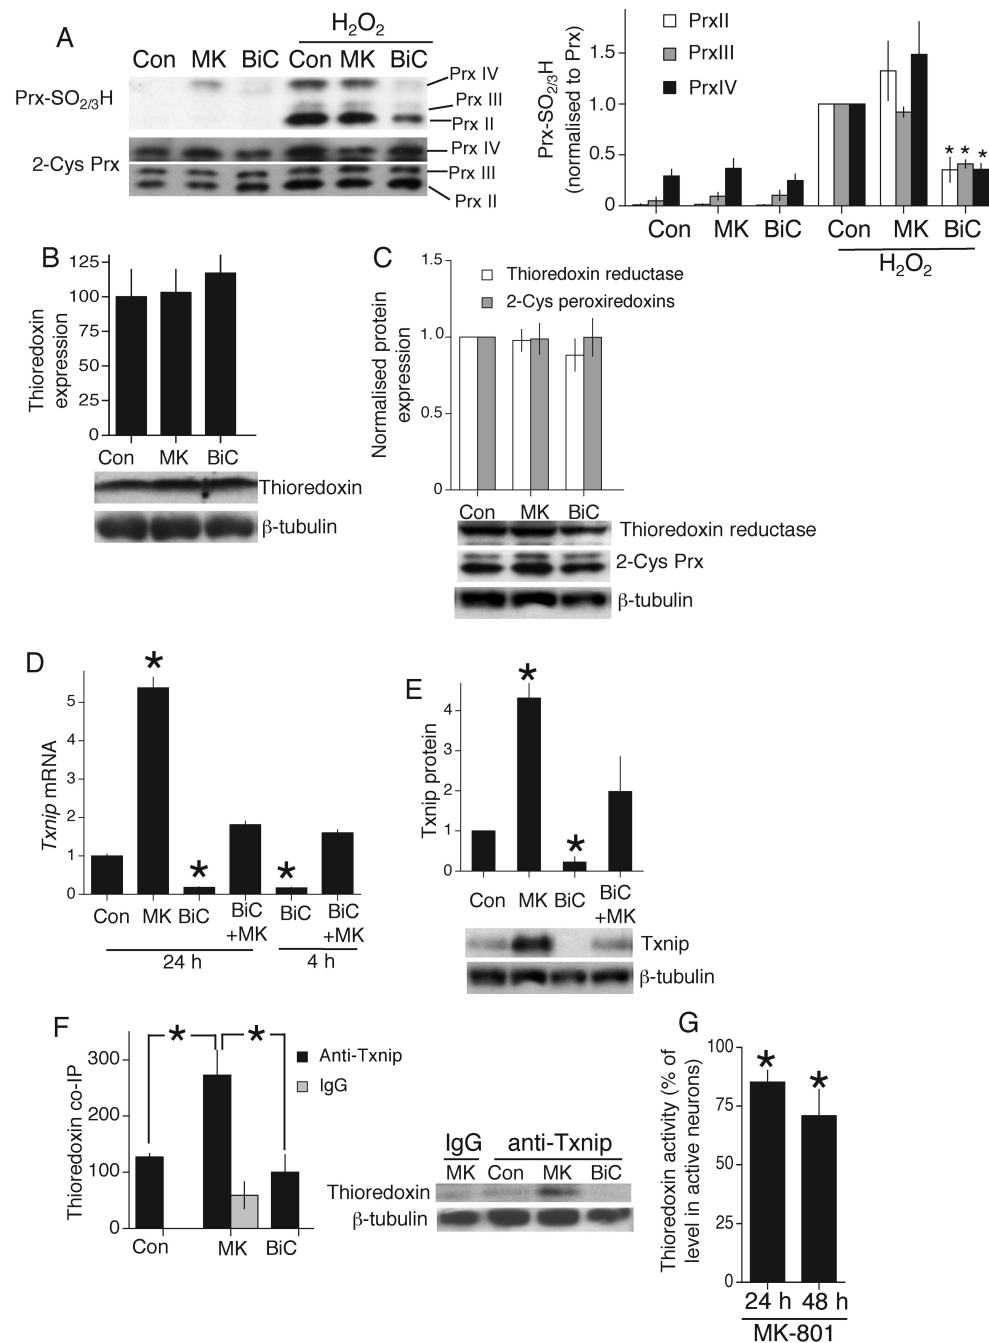 A
H₂O₂
Con MK BiC Con MK BiC
Prx-SO₂/₃H
Prx IV
Prx III
Prx II
2-Cys Prx
Prx IV
Prx III
Prx II
Prx-SO₂/₃H
(normalised to Prx)
1.5
1.0
0.5
0
PrxII
PrxIII
PrxIV
* * *
Con MK BiC Con MK BiC
H₂O₂
B
Thioredoxin
expression
125
100
75
50
25
0
Con MK BiC
Thioredoxin
β-tubulin
C
Normalised protein
expression
1.5
1.0
0.5
0
Thioredoxin reductase
2-Cys peroxiredoxins
Con MK BiC
Thioredoxin reductase
2-Cys Prx
β-tubulin
D
Txnip mRNA
5
4
3
2
1
0
* * *
Con MK BiC BiC +MK BiC BiC +MK
24 h 4 h
E
Txnip protein
4
3
2
1
0
* *
Con MK BiC BiC +MK
Txnip
β-tubulin
F
Thioredoxin co-IP
300
200
100
0
* *
Anti-Txnip
IgG
Con MK BiC
IgG anti-Txnip
MK Con MK BiC
Thioredoxin
β-tubulin
G
Thioredoxin activity (% of
level in active neurons)
100
75
50
25
0
* *
24 h 48 h
MK-801